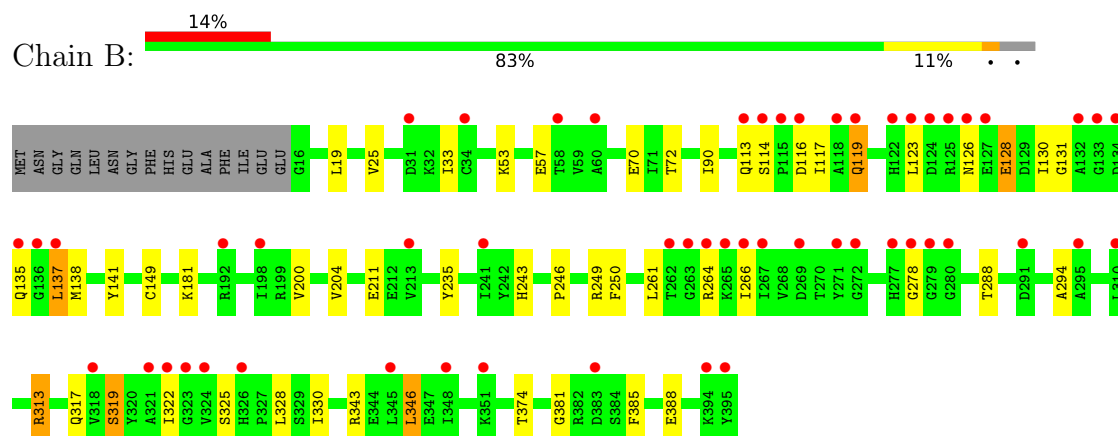 14%
Chain B:
83% 11% • •
MET ASN GLY GLN LEU ASN GLY PHE HIS GLU ALA PHE ILE GLU GLU G16 L19 V25 D31 K32 I33 C34 K53 E57 T58 V59 A60 E70 I71 T72 I90 Q113 S114 P115 D116 I117 A118 Q119 H122 L123 D124 R125 N126 E127 E128 D129 I130 G131 A132 G133 D134
Q135 G136 L137 M138 Y141 C149 K181 R192 I198 R199 V200 V204 E211 E212 V213 Y235 I241 Y242 H243 P246 R249 F250 L261 T262 G263 R264 K265 I266 I267 V268 D269 T270 Y271 G272 H277 G278 G279 G280 T288 D291 A294 A295 L310
R313 Q317 V318 S319 Y320 A321 I322 G323 V324 S325 H326 P327 L328 S329 I330 R343 E344 L345 L346 E347 I348 K351 T374 G381 R382 D383 S384 F385 E388 K394 Y395